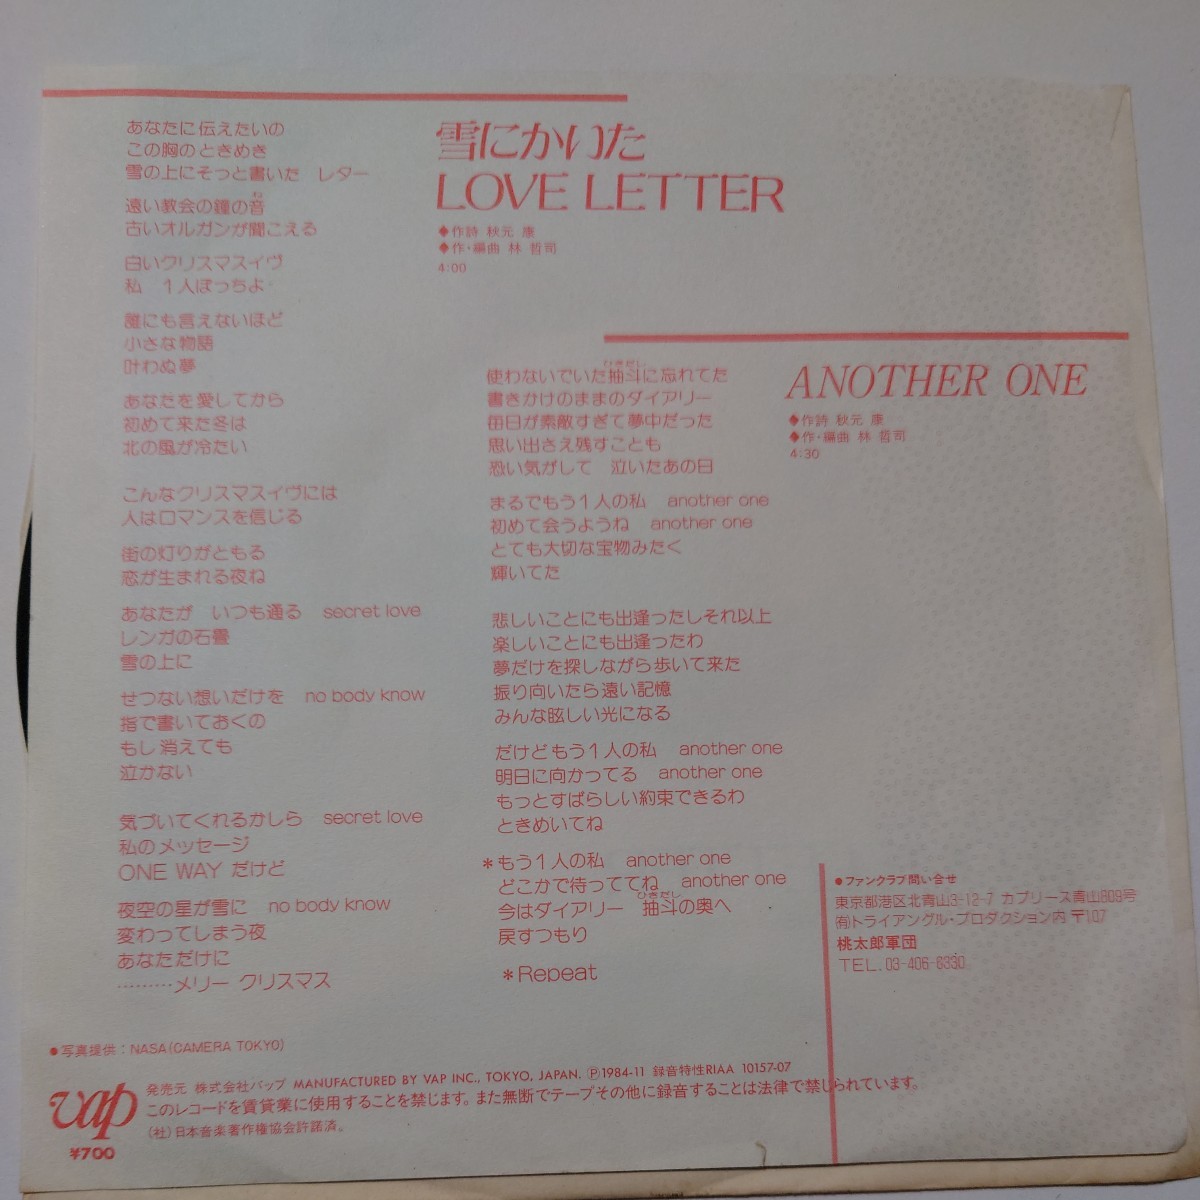 雪にかいた
LOVE LETTER
◆作詩 秋元 康
◆作・編曲 林 哲司
4:00
あなたに伝えたいの
この胸のときめき
雪の上にそっと書いた レター
遠い教会の鐘の音
ね
古いオルガンが聞こえる
白いクリスマスイヴ
私 1人ぼっちよ
誰にも言えないほど
小さな物語
叶わぬ夢
あなたを愛してから
初めて来た冬は
北の風が冷たい
こんなクリスマスイヴには
人はロマンスを信じる
街の灯りがともる
恋が生まれる夜ね
あなたが いつも通る secret love
レンガの石畳
雪の上に
せつない想いだけを no body know
指で書いておくの
もし消えても
泣かない
気づいてくれるかしら secret love
私のメッセージ
ONE WAY だけど
夜空の星が雪に no body know
変わってしまう夜
あなただけに
………メリー クリスマス
ANOTHER ONE
◆作詩 秋元 康
◆作・編曲 林 哲司
4:30
ひきだし
使わないでいた抽斗に忘れてた
書きかけのままのダイアリー
毎日が素敵すぎて夢中だった
思い出さえ残すことも
恐い気がして 泣いたあの日
まるでもう1人の私 another one
初めて会うようね another one
とても大切な宝物みたく
輝いてた
悲しいことにも出逢ったしそれ以上
楽しいことにも出逢ったわ
夢だけを探しながら歩いて来た
振り向いたら遠い記憶
みんな眩しい光になる
だけどもう1人の私 another one
明日に向かってる another one
もっとすばらしい約束できるわ
ときめいてね
*もう1人の私 another one
どこかで待っててね another one
ひきだし
今はダイアリー 抽斗の奥へ
戻すつもり
*Repeat
●ファンクラブ問い合せ
東京都港区北青山3-12-7 カプリース青山809号
㈲トライアングル・プロダクション内 〒107
桃太郎軍団
TEL. 03-406-6330
●写真提供：NASA(CAMERA TOKYO)
vap
¥700
発売元 株式会社バップ MANUFACTURED BY VAP INC., TOKYO, JAPAN. Ⓟ1984-11 録音特性RIAA 10157-07
このレコードを賃貸業に使用することを禁じます。また無断でテープその他に録音することは法律で禁じられています。
(社)日本音楽著作権協会許諾済。